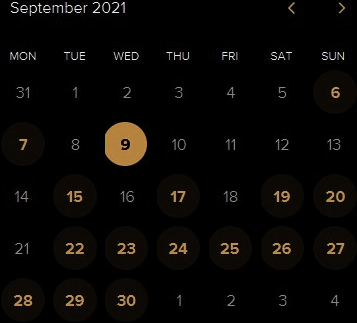 September 2021 < >
MON TUE WED THU FRI SAT SUN
31 1 2 3 4 5 6
7 8 9 10 11 12 13
14 15 16 17 18 19 20
21 22 23 24 25 26 27
28 29 30 1 2 3 4